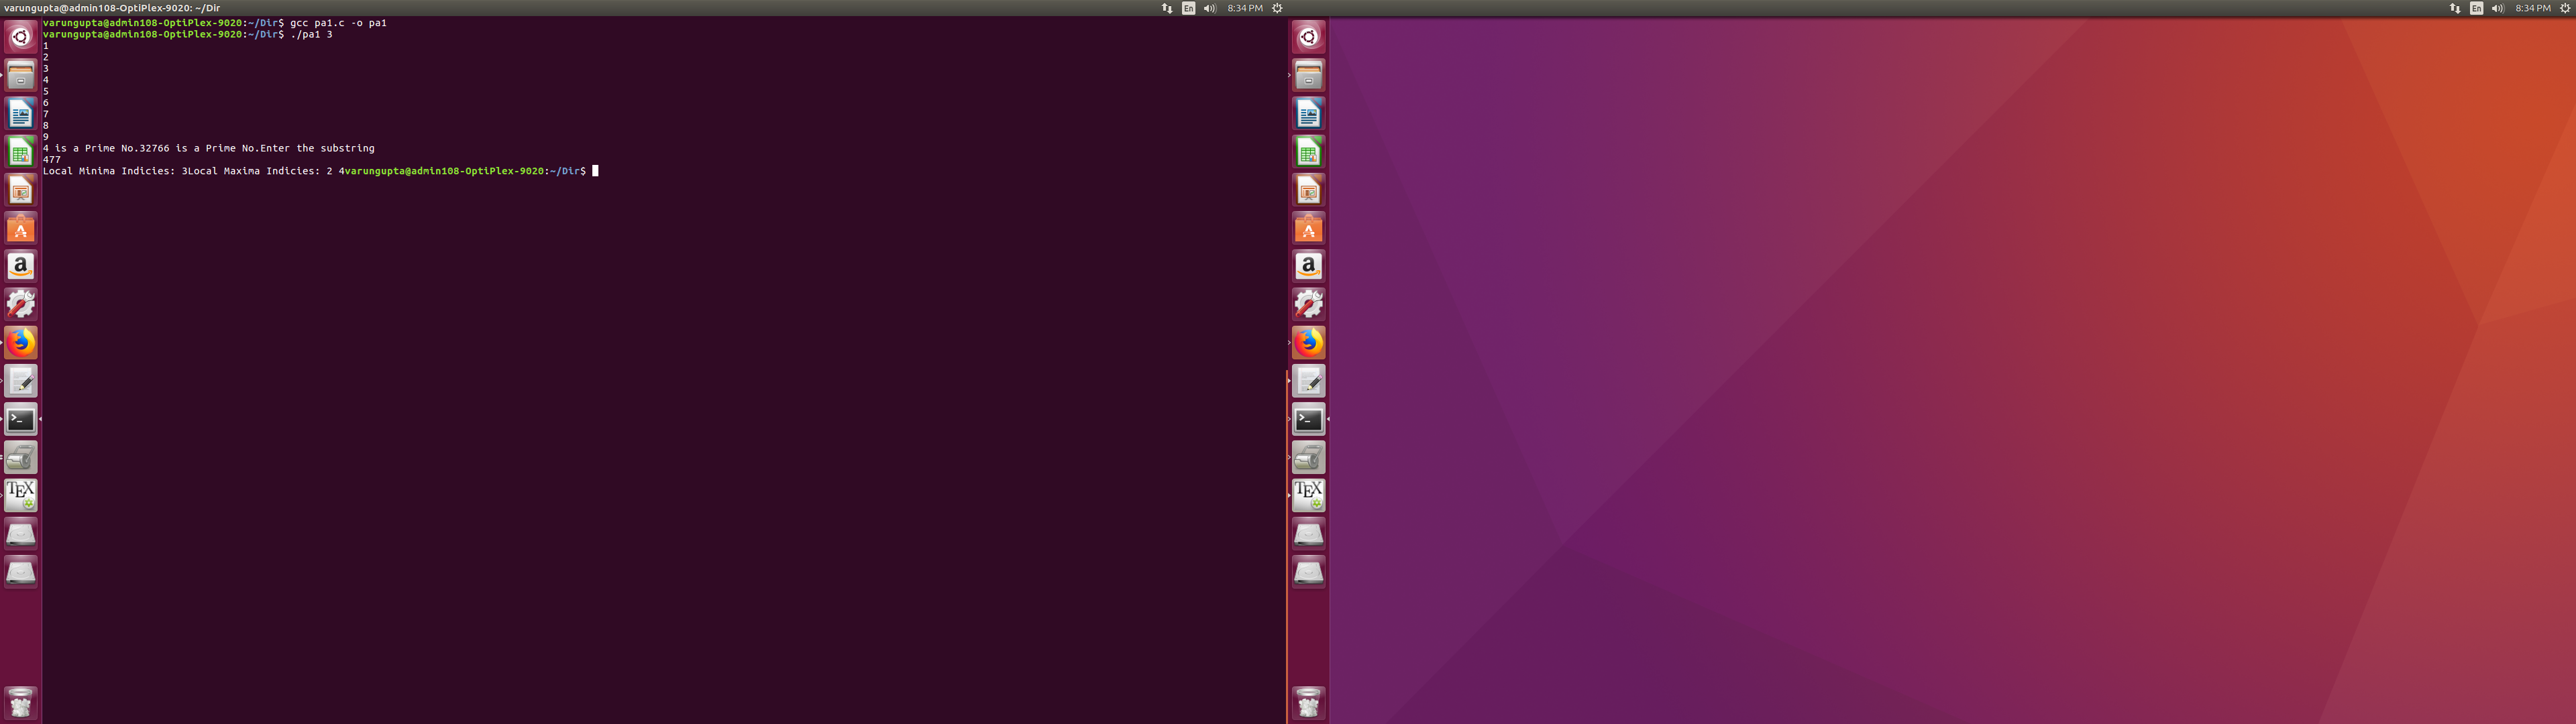 varungupta@admin108-OptiPlex-9020: ~/Dir
En
8:34 PM
En
8:34 PM
varungupta@admin108-OptiPlex-9020:~/Dir$ gcc pa1.c -o pa1
varungupta@admin108-OptiPlex-9020:~/Dir$ ./pa1 3
1
2
3
4
5
6
7
8
9
4 is a Prime No.32766 is a Prime No.Enter the substring
477
Local Minima Indicies: 3Local Maxima Indicies: 2 4varungupta@admin108-OptiPlex-9020:~/Dir$
A
A
a
a
>_
>_
TEX
TEX